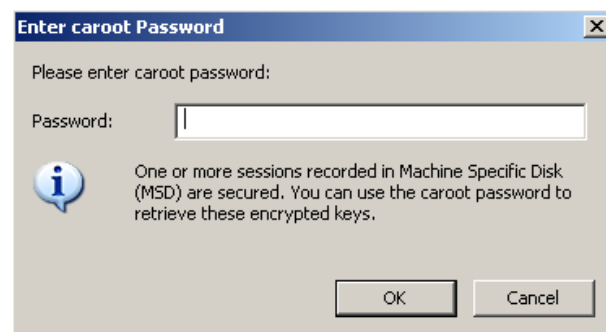 Enter caroot Password
Please enter caroot password:
Password:
One or more sessions recorded in Machine Specific Disk
(MSD) are secured. You can use the caroot password to
retrieve these encrypted keys.
OK
Cancel